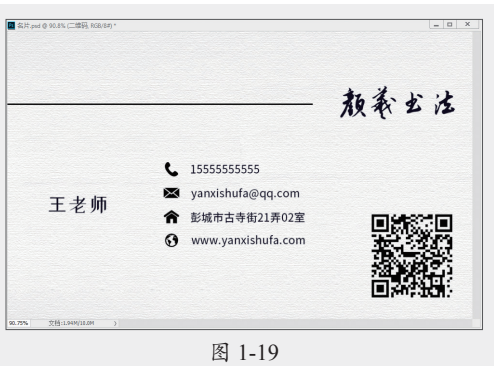 名片.psd @ 90.8% (二维码, RGB/8#) *
颜羲书法
15555555555
王老师
yanxishufa@qq.com
彭城市古寺街21弄02室
www.yanxishufa.com
90.75%
文档:1.94M/18.8M
图 1-19